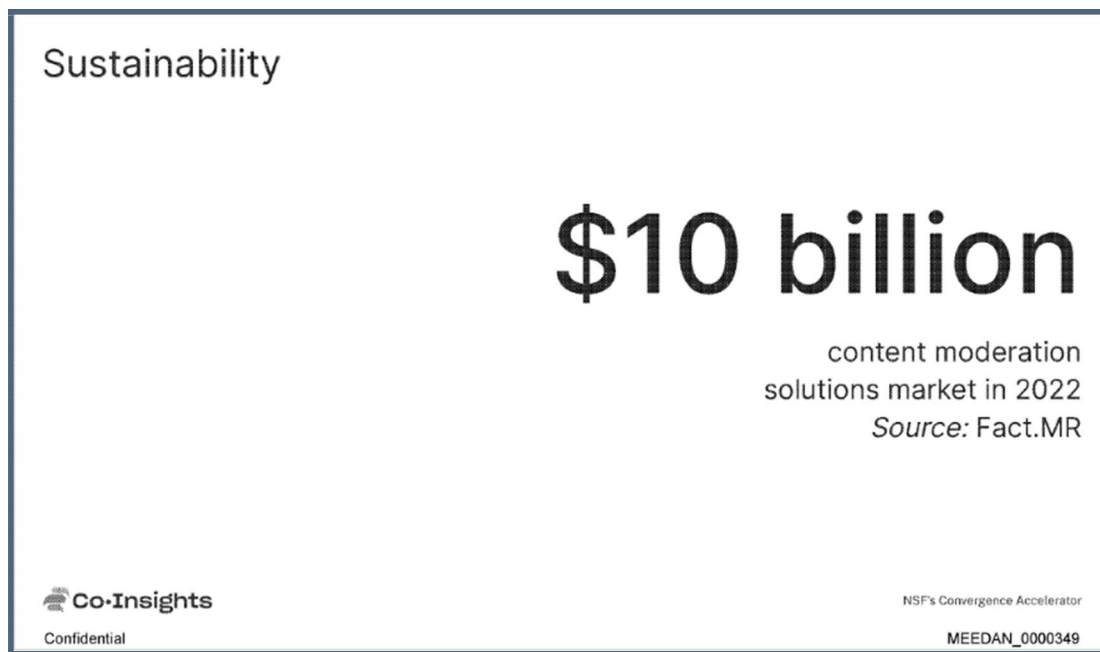 Sustainability
$10 billion
content moderation
solutions market in 2022
Source: Fact.MR
Co·Insights
NSF's Convergence Accelerator
Confidential
MEEDAN_0000349